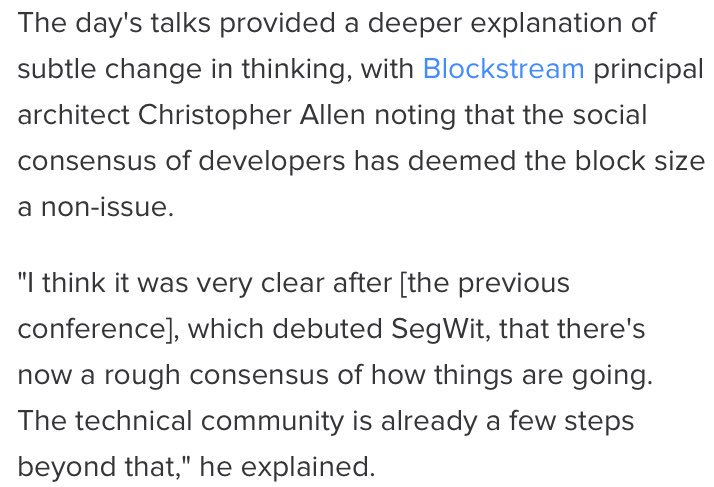 The day's talks provided a deeper explanation of
subtle change in thinking, with Blockstream principal
architect Christopher Allen noting that the social
consensus of developers has deemed the block size
a non-issue.
"I think it was very clear after [the previous
conference], which debuted SegWit, that there's
now a rough consensus of how things are going.
The technical community is already a few steps
beyond that," he explained.